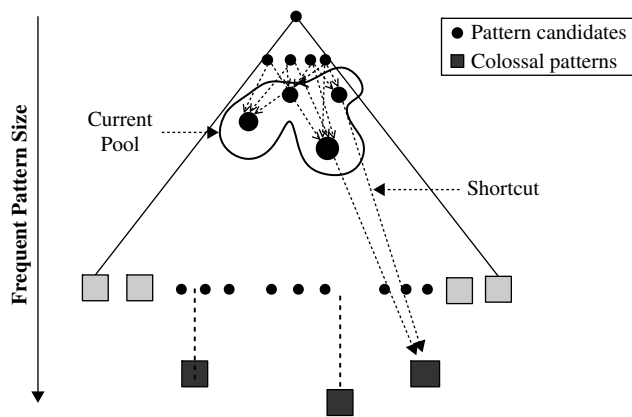 Pattern candidates
Colossal patterns
Current
Pool
Shortcut
Frequent Pattern Size